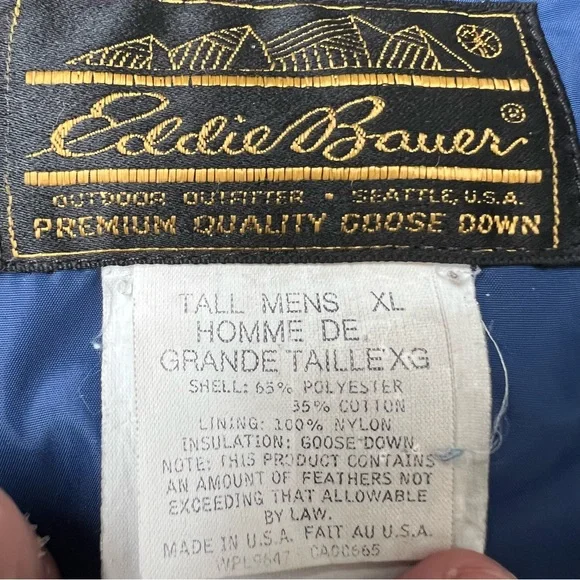 Eddie Bauer®
OUTDOOR OUTFITTER • SEATTLE, U.S.A.
PREMIUM QUALITY GOOSE DOWN
TALL MENS XL
HOMME DE
GRANDE TAILLE XG
SHELL: 65% POLYESTER
35% COTTON
LINING: 100% NYLON
INSULATION: GOOSE DOWN
NOTE: THIS PRODUCT CONTAINS
AN AMOUNT OF FEATHERS NOT
EXCEEDING THAT ALLOWABLE
BY LAW.
MADE IN U.S.A. FAIT AU U.S.A.